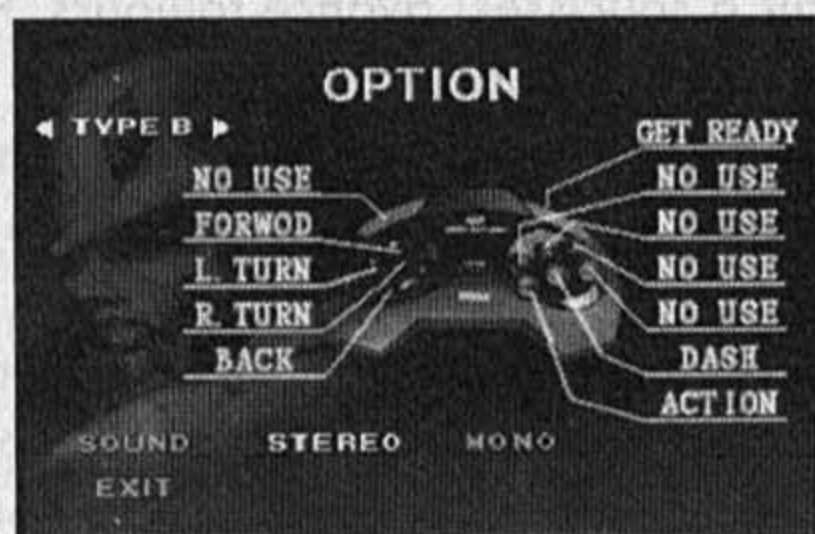 OPTION
TYPE B
GET READY
NO USE
NO USE
FORWOD
NO USE
L. TURN
NO USE
R. TURN
NO USE
BACK
DASH
ACTION
SOUND STEREO MONO
EXIT